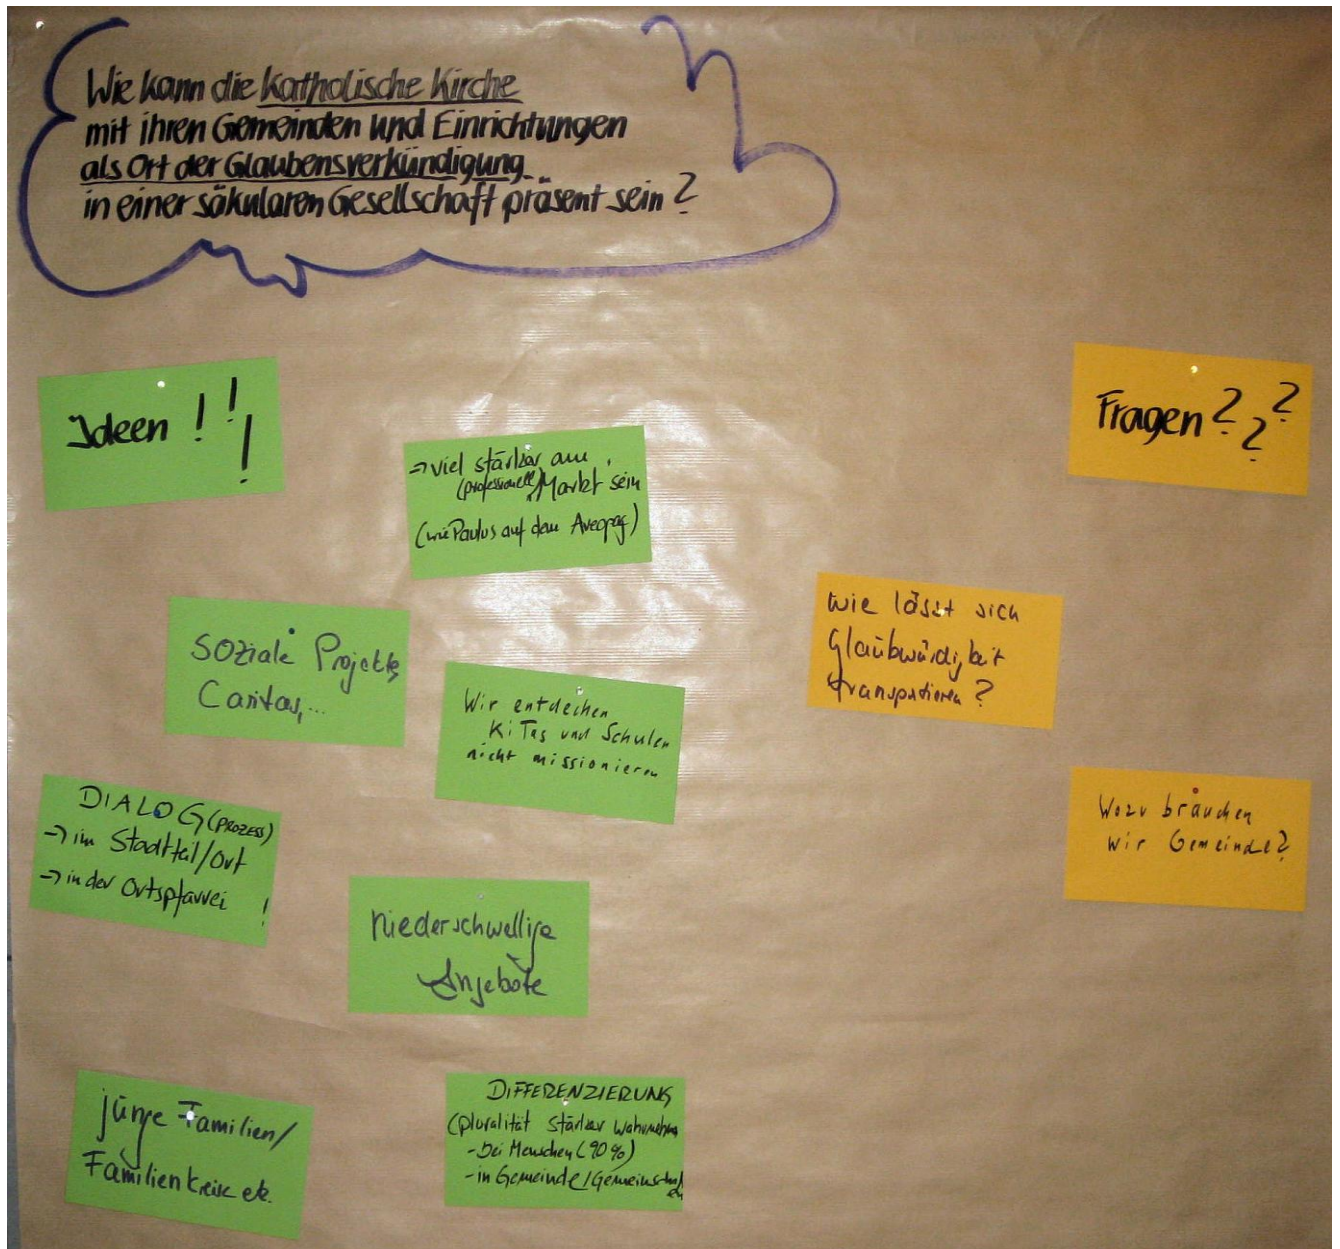 Wie kann die Katholische Kirche
mit ihren Gemeinden und Einrichtungen
als Ort der Glaubensverkündigung
in einer säkularen Gesellschaft präsent sein?
Ideen !!!
Fragen ???
→ viel stärker am
(professionell) Markt sein
(wie Paulus auf dem Areopag)
Soziale Projekte,
Caritas,...
Wie lässt sich
Glaubwürdigkeit
transportieren?
Wir entdecken
KiTas und Schulen
nicht missionieren
DIALOG (PROZESS)
→ im Stadtteil/Ort
→ in der Ortspfarrei !
Wozu brauchen
wir Gemeinde?
niederschwellige
Angebote
junge Familien/
Familienkreise etc.
DIFFERENZIERUNG
(Pluralität stärker wahrnehmen
- bei Menschen (90%)
- in Gemeinde/Gemeinschaften